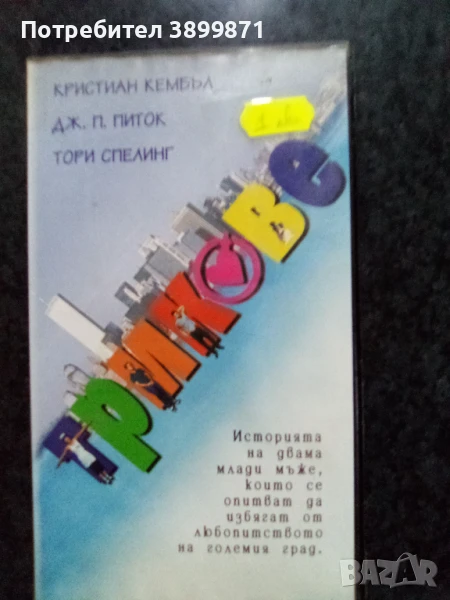 Потребител 3899871
КРИСТИАН КЕМБЪЛ
ДЖ. П. ПИТОК
ТОРИ СПЕЛИНГ
ТРИКОВЕ
Историята
на двама
млади мъже,
които се
опитват да
избягат от
любопитството
на големия град.
BAZAR